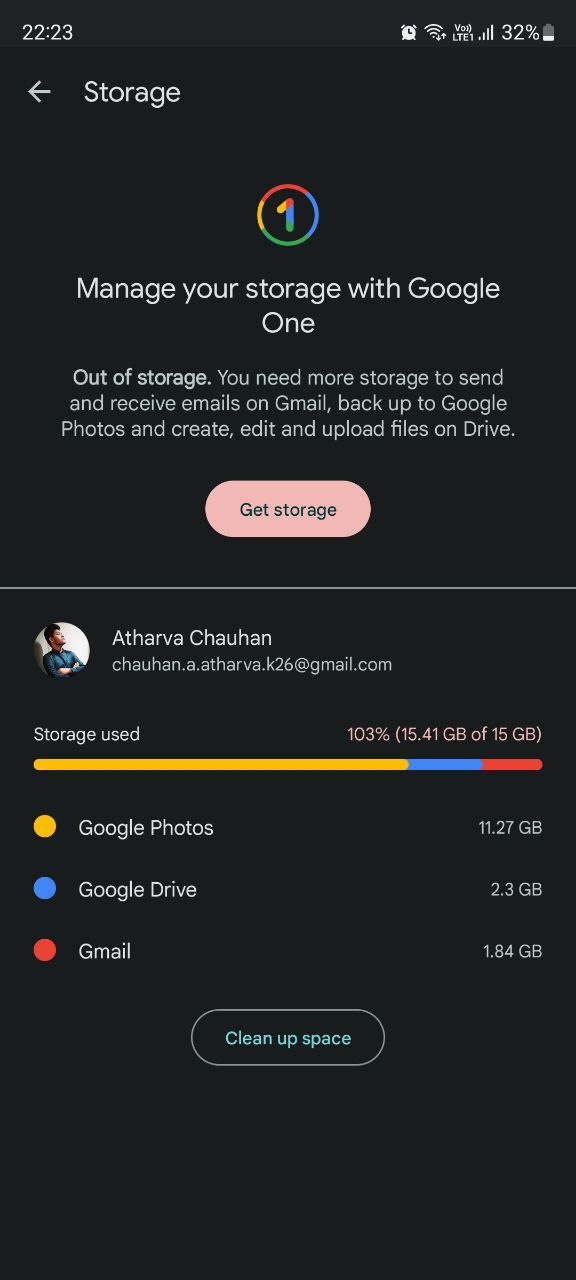 22:23
Vo)) LTE1 32%
Storage
1
Manage your storage with Google
One
Out of storage. You need more storage to send
and receive emails on Gmail, back up to Google
Photos and create, edit and upload files on Drive.
Get storage
Atharva Chauhan
chauhan.a.atharva.k26@gmail.com
Storage used 103% (15.41 GB of 15 GB)
Google Photos 11.27 GB
Google Drive 2.3 GB
Gmail 1.84 GB
Clean up space